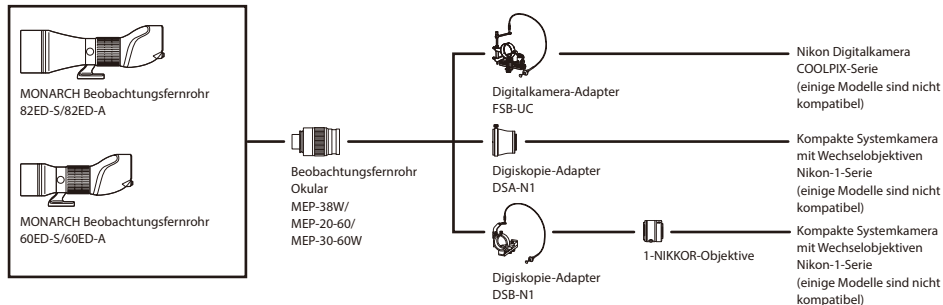 MONARCH Beobachtungsfernrohr
82ED-S/82ED-A
MONARCH Beobachtungsfernrohr
60ED-S/60ED-A
Beobachtungsfernrohr
Okular
MEP-38W/
MEP-20-60/
MEP-30-60W
Digitalkamera-Adapter
FSB-UC
Digiskopie-Adapter
DSA-N1
Digiskopie-Adapter
DSB-N1
1-NIKKOR-Objektive
Nikon Digitalkamera
COOLPIX-Serie
(einige Modelle sind nicht
kompatibel)
Kompakte Systemkamera
mit Wechselobjektiven
Nikon-1-Serie
(einige Modelle sind nicht
kompatibel)
Kompakte Systemkamera
mit Wechselobjektiven
Nikon-1-Serie
(einige Modelle sind nicht
kompatibel)